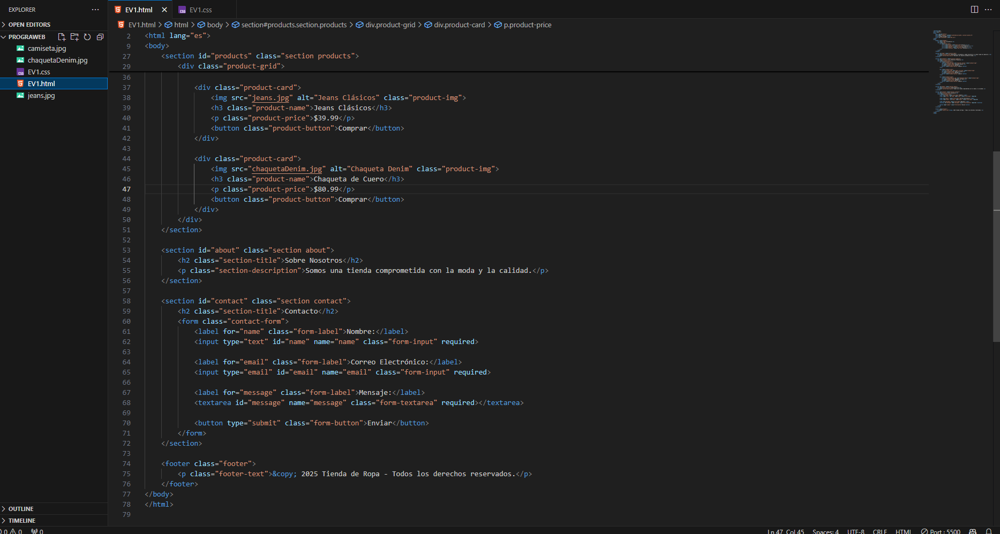 EXPLORER
OPEN EDITORS
PROGRAWEB
camiseta.jpg
chaquetaDenim.jpg
EV1.css
EV1.html
jeans.jpg
OUTLINE
TIMELINE
EV1.html
EV1.css
EV1.html > html > body > section#products.section.products > div.product-grid > div.product-card > p.product-price
2 <html lang="es">
9 <body>
27 <section id="products" class="section products">
29 <div class="product-grid">
36
37 <div class="product-card">
38 <img src="jeans.jpg" alt="Jeans Clásicos" class="product-img">
39 <h3 class="product-name">Jeans Clásicos</h3>
40 <p class="product-price">$39.99</p>
41 <button class="product-button">Comprar</button>
42 </div>
43
44 <div class="product-card">
45 <img src="chaquetaDenim.jpg" alt="Chaqueta Denim" class="product-img">
46 <h3 class="product-name">Chaqueta de Cuero</h3>
47 <p class="product-price">$80.99</p>
48 <button class="product-button">Comprar</button>
49 </div>
50 </div>
51 </section>
52
53 <section id="about" class="section about">
54 <h2 class="section-title">Sobre Nosotros</h2>
55 <p class="section-description">Somos una tienda comprometida con la moda y la calidad.</p>
56 </section>
57
58 <section id="contact" class="section contact">
59 <h2 class="section-title">Contacto</h2>
60 <form class="contact-form">
61 <label for="name" class="form-label">Nombre:</label>
62 <input type="text" id="name" name="name" class="form-input" required>
63
64 <label for="email" class="form-label">Correo Electrónico:</label>
65 <input type="email" id="email" name="email" class="form-input" required>
66
67 <label for="message" class="form-label">Mensaje:</label>
68 <textarea id="message" name="message" class="form-textarea" required></textarea>
69
70 <button type="submit" class="form-button">Enviar</button>
71 </form>
72 </section>
73
74 <footer class="footer">
75 <p class="footer-text">&copy; 2025 Tienda de Ropa - Todos los derechos reservados.</p>
76 </footer>
77 </body>
78 </html>
79
0 0 0 Ln 47, Col 45 Spaces: 4 UTF-8 CRLF HTML Port : 5500